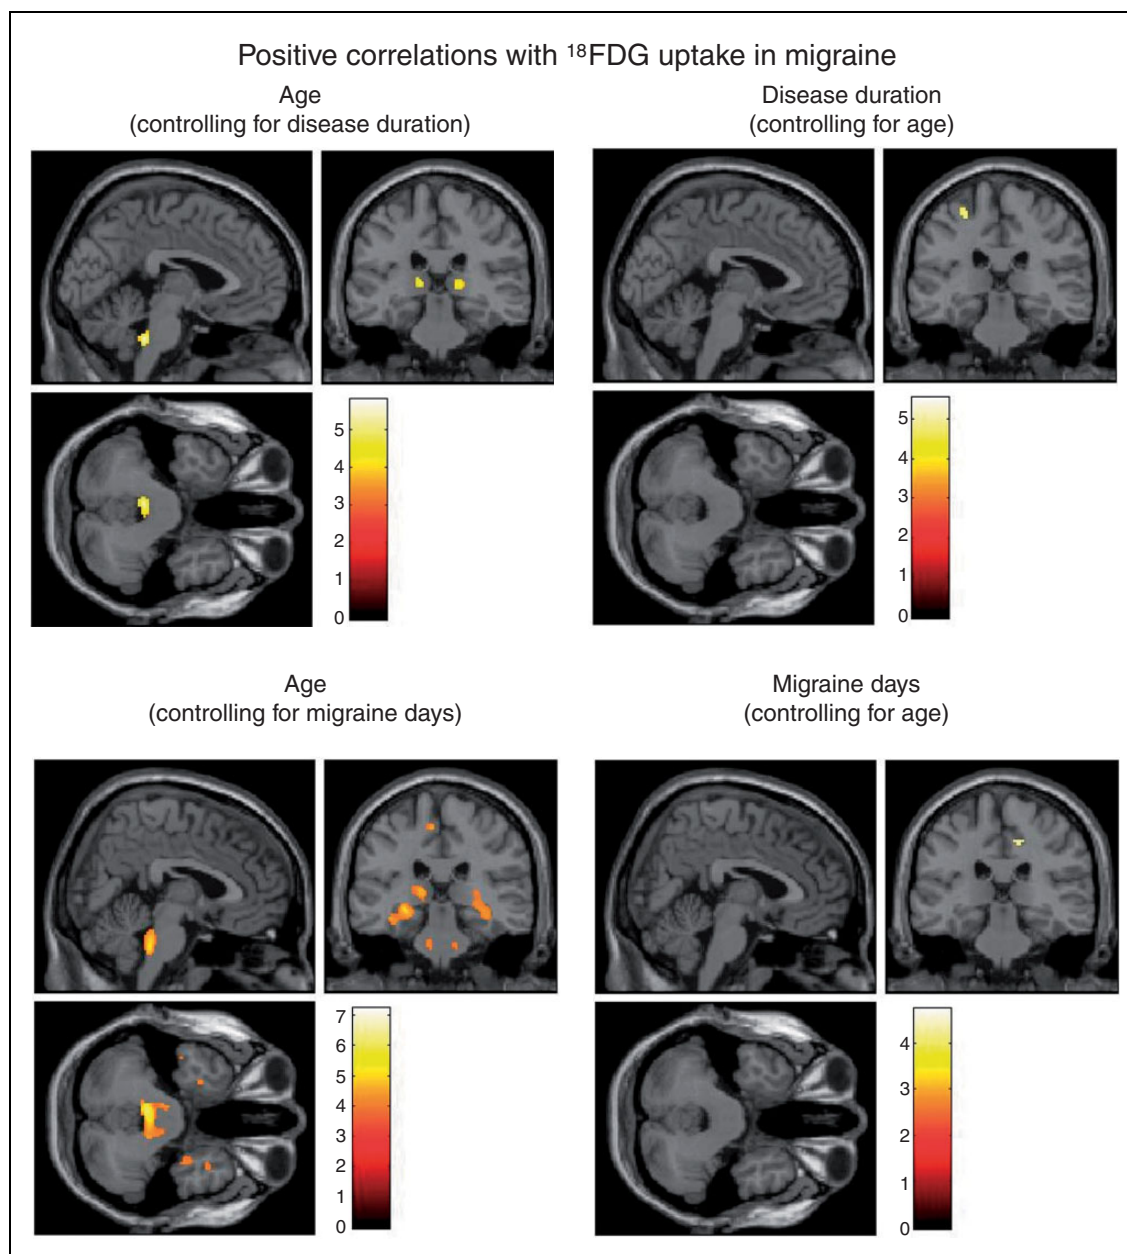 Positive correlations with ¹⁸FDG uptake in migraine
Age
(controlling for disease duration)
5
4
3
2
1
0
Disease duration
(controlling for age)
5
4
3
2
1
0
Age
(controlling for migraine days)
7
6
5
4
3
2
1
0
Migraine days
(controlling for age)
4
3
2
1
0